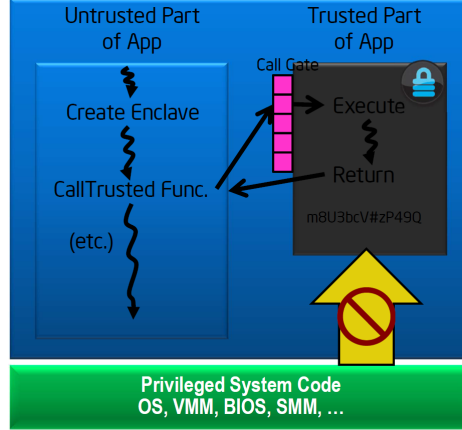 Untrusted Part
of App
Create Enclave
CallTrusted Func.
(etc.)
Trusted Part
of App
Call Gate
Execute
Return
m8U3bcV#zP49Q
Privileged System Code
OS, VMM, BIOS, SMM, …